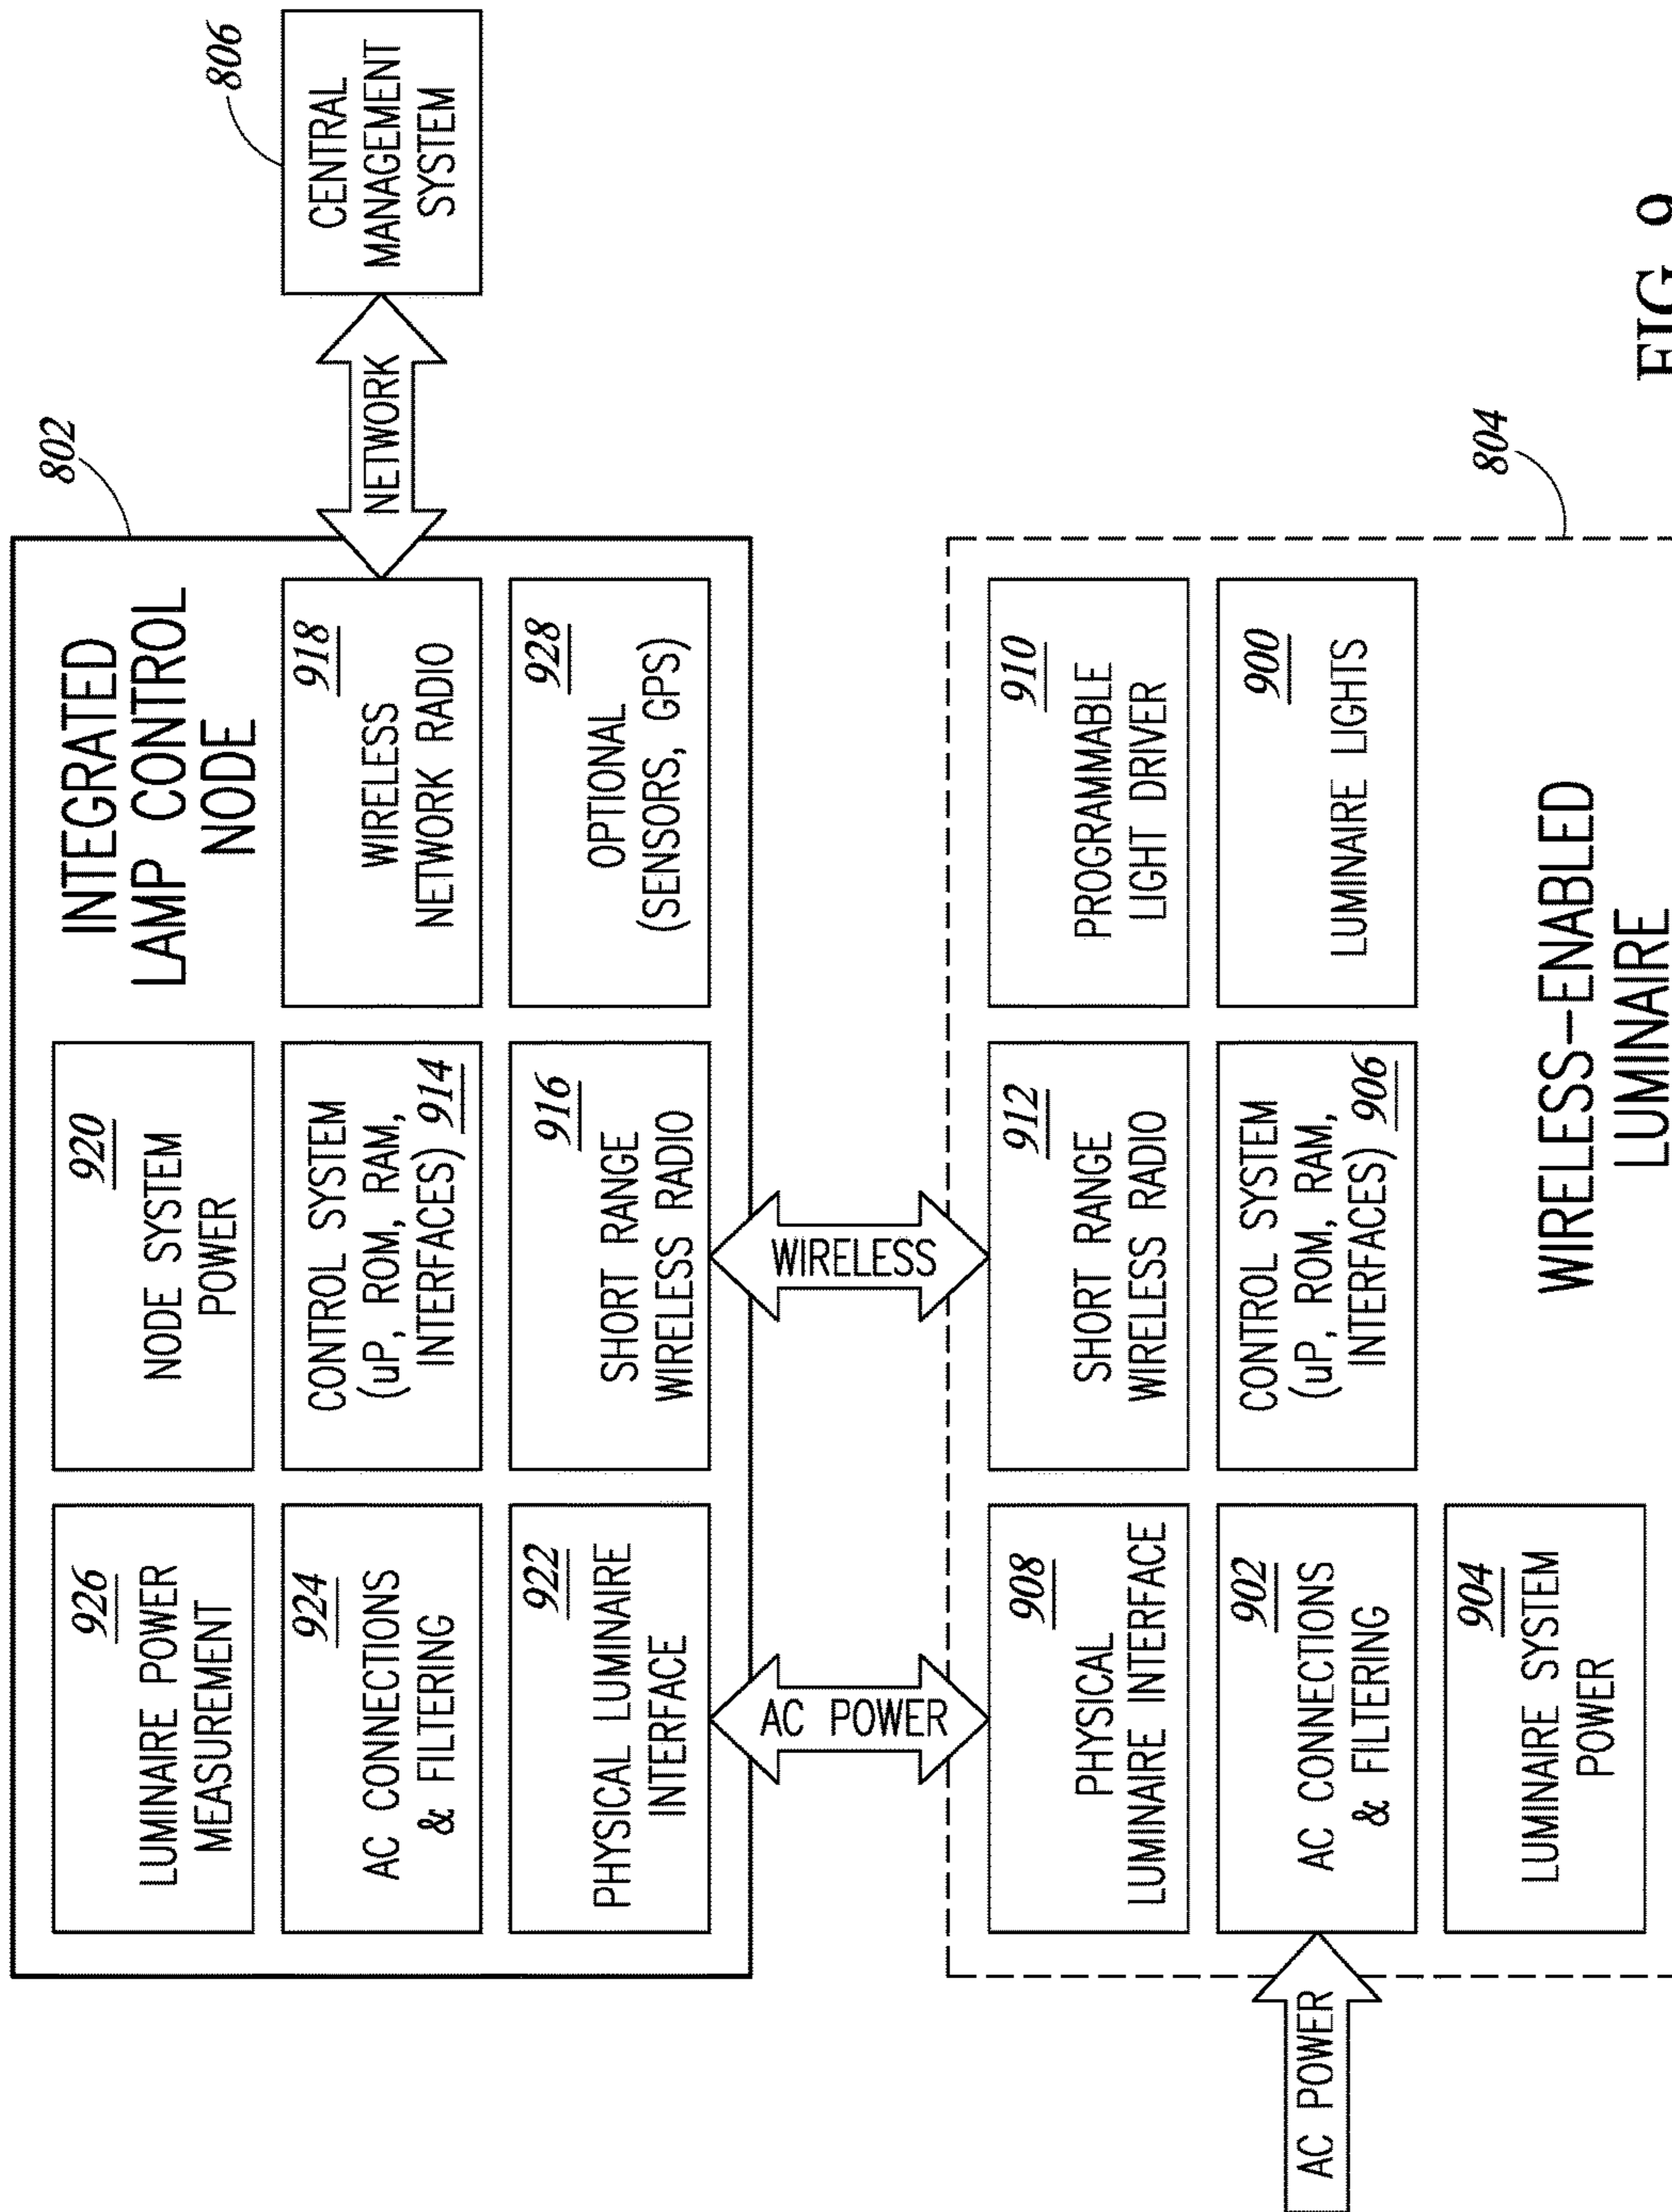 802
INTEGRATED
LAMP CONTROL
NODE
926
LUMINAIRE POWER
MEASUREMENT
920
NODE SYSTEM
POWER
924
AC CONNECTIONS
& FILTERING
CONTROL SYSTEM
(uP, ROM, RAM,
INTERFACES) 914
918
WIRELESS
NETWORK RADIO
922
PHYSICAL LUMINAIRE
INTERFACE
916
SHORT RANGE
WIRELESS RADIO
928
OPTIONAL
(SENSORS, GPS)
NETWORK
806
CENTRAL
MANAGEMENT
SYSTEM
AC POWER
WIRELESS
804
908
PHYSICAL
LUMINAIRE INTERFACE
912
SHORT RANGE
WIRELESS RADIO
910
PROGRAMMABLE
LIGHT DRIVER
AC POWER
902
AC CONNECTIONS
& FILTERING
CONTROL SYSTEM
(uP, ROM, RAM,
INTERFACES) 906
900
LUMINAIRE LIGHTS
904
LUMINAIRE SYSTEM
POWER
WIRELESS-ENABLED
LUMINAIRE
FIG. 9